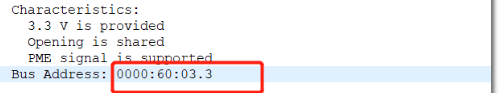 Characteristics:
3.3 V is provided
Opening is shared
PME signal is supported
Bus Address: 0000:60:03.3